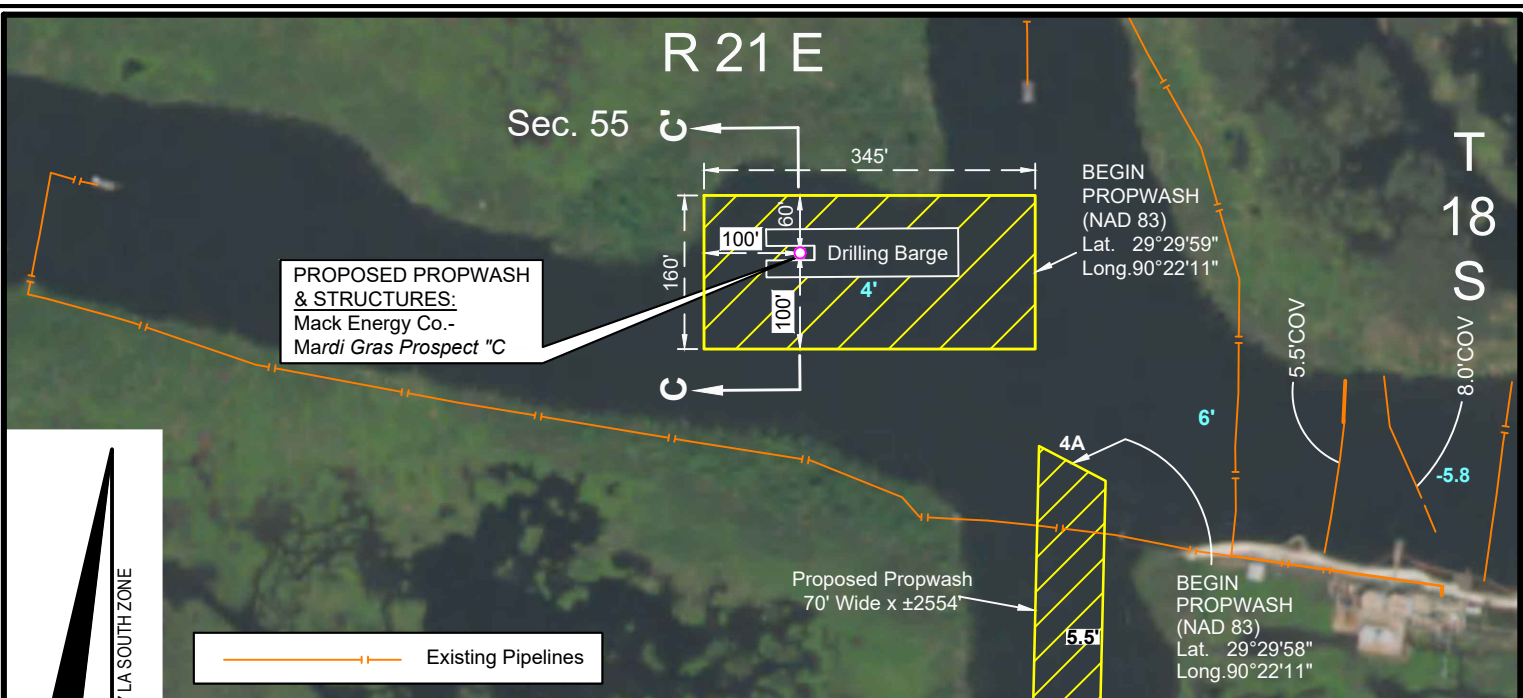 R 21 E
Sec. 55
C'
T
18
S
345'
160'
60'
100'
100'
Drilling Barge
4'
BEGIN
PROPWASH
(NAD 83)
Lat. 29°29'59"
Long.90°22'11"
PROPOSED PROPWASH
& STRUCTURES:
Mack Energy Co.-
Mardi Gras Prospect "C
C
5.5'COV
8.0'COV
6'
-5.8
4A
Proposed Propwash
70' Wide x ±2554'
5.5'
BEGIN
PROPWASH
(NAD 83)
Lat. 29°29'58"
Long.90°22'11"
LA SOUTH ZONE
Existing Pipelines